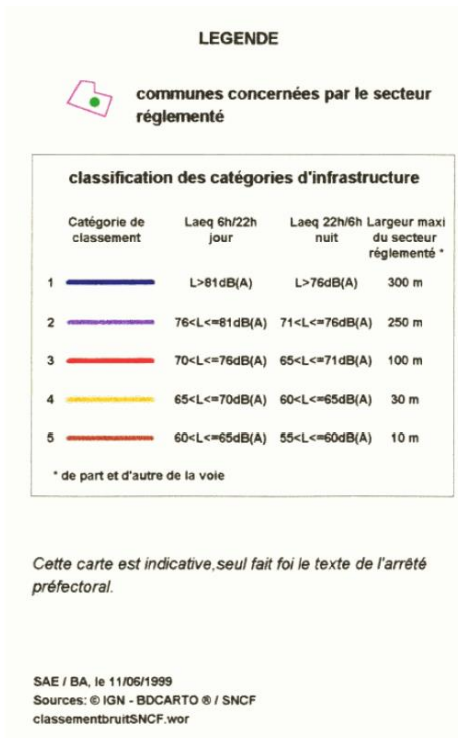 LEGENDE
communes concernées par le secteur
réglementé
classification des catégories d'infrastructure
Catégorie de Laeq 6h/22h Laeq 22h/6h Largeur maxi
classement jour nuit du secteur
réglementé *
1 L>81dB(A) L>76dB(A) 300 m
2 76<L<=81dB(A) 71<L<=76dB(A) 250 m
3 70<L<=76dB(A) 65<L<=71dB(A) 100 m
4 65<L<=70dB(A) 60<L<=65dB(A) 30 m
5 60<L<=65dB(A) 55<L<=60dB(A) 10 m
* de part et d'autre de la voie
Cette carte est indicative,seul fait foi le texte de l'arrêté
préfectoral.
SAE / BA, le 11/06/1999
Sources: © IGN - BDCARTO ® / SNCF
classementbruitSNCF.wor